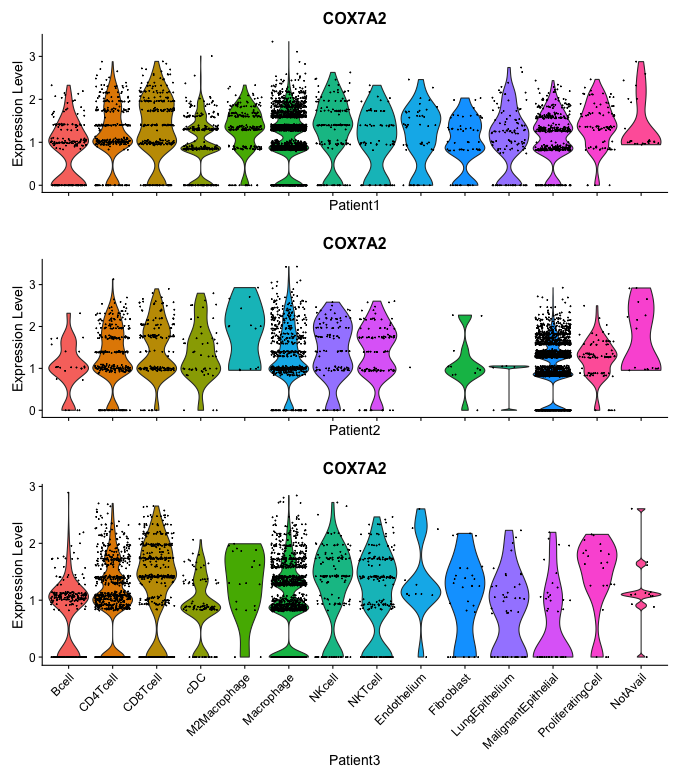 COX7A2
Expression Level
3
2
1
0
Patient1
COX7A2
Expression Level
3
2
1
0
Patient2
COX7A2
Expression Level
3
2
1
0
Bcell
CD4Tcell
CD8Tcell
cDC
M2Macrophage
Macrophage
NKcell
NKTcell
Endothelium
Fibroblast
LungEpithelium
MalignantEpithelial
ProliferatingCell
NotAvail
Patient3